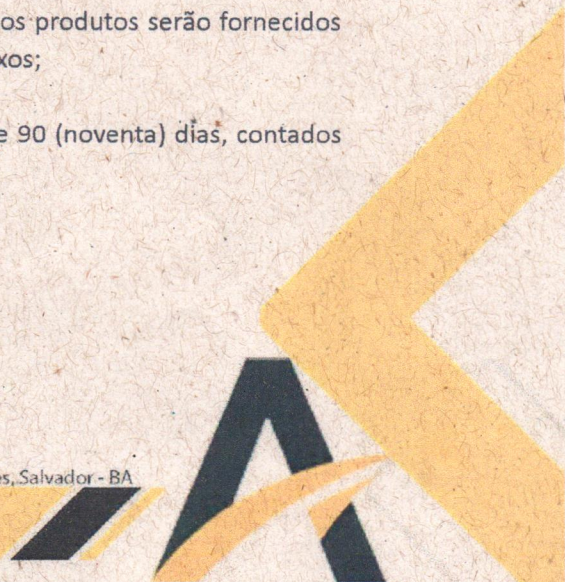 os produtos serão fornecidos
xos;
e 90 (noventa) dias, contados
s, Salvador - BA
A